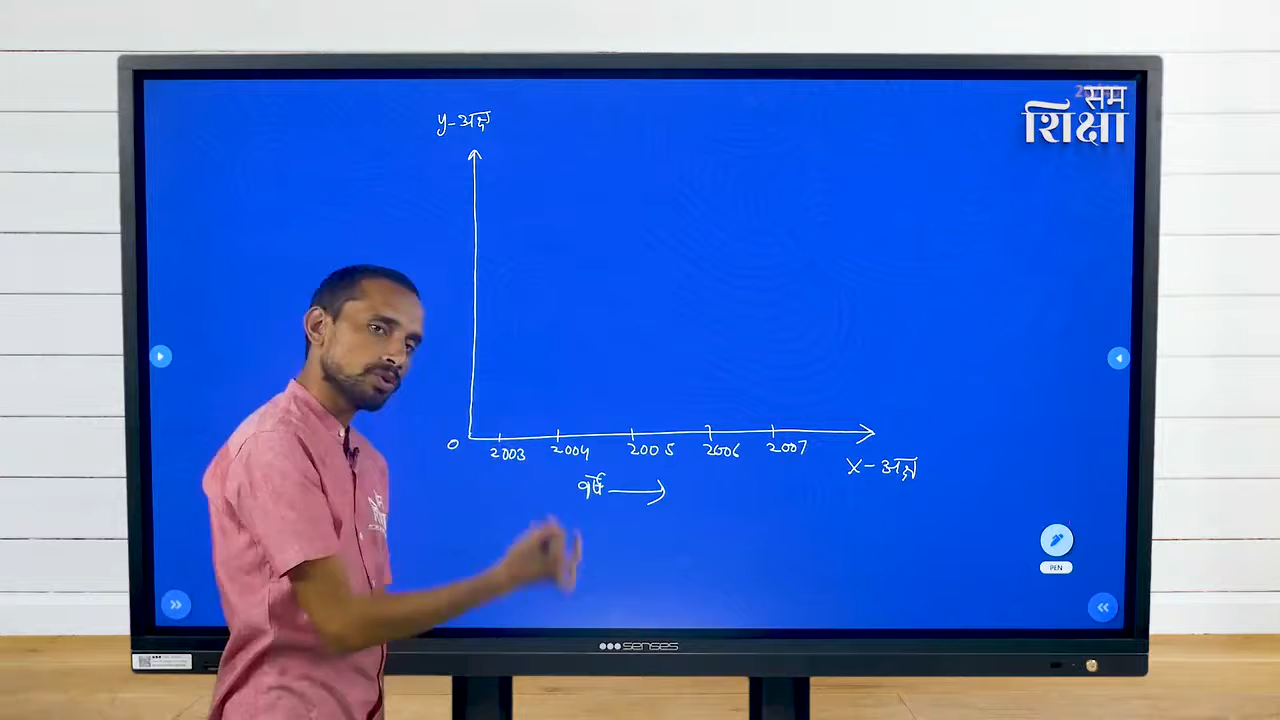 सम
शिक्षा
y-अक्ष
0
2003 2004 2005 2006 2007
x-अक्ष
वर्ष
PEN
senses